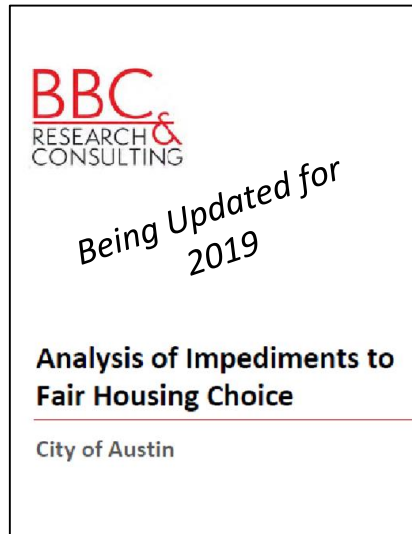 BBC
RESEARCH &
CONSULTING
Being Updated for
2019
Analysis of Impediments to
Fair Housing Choice
City of Austin